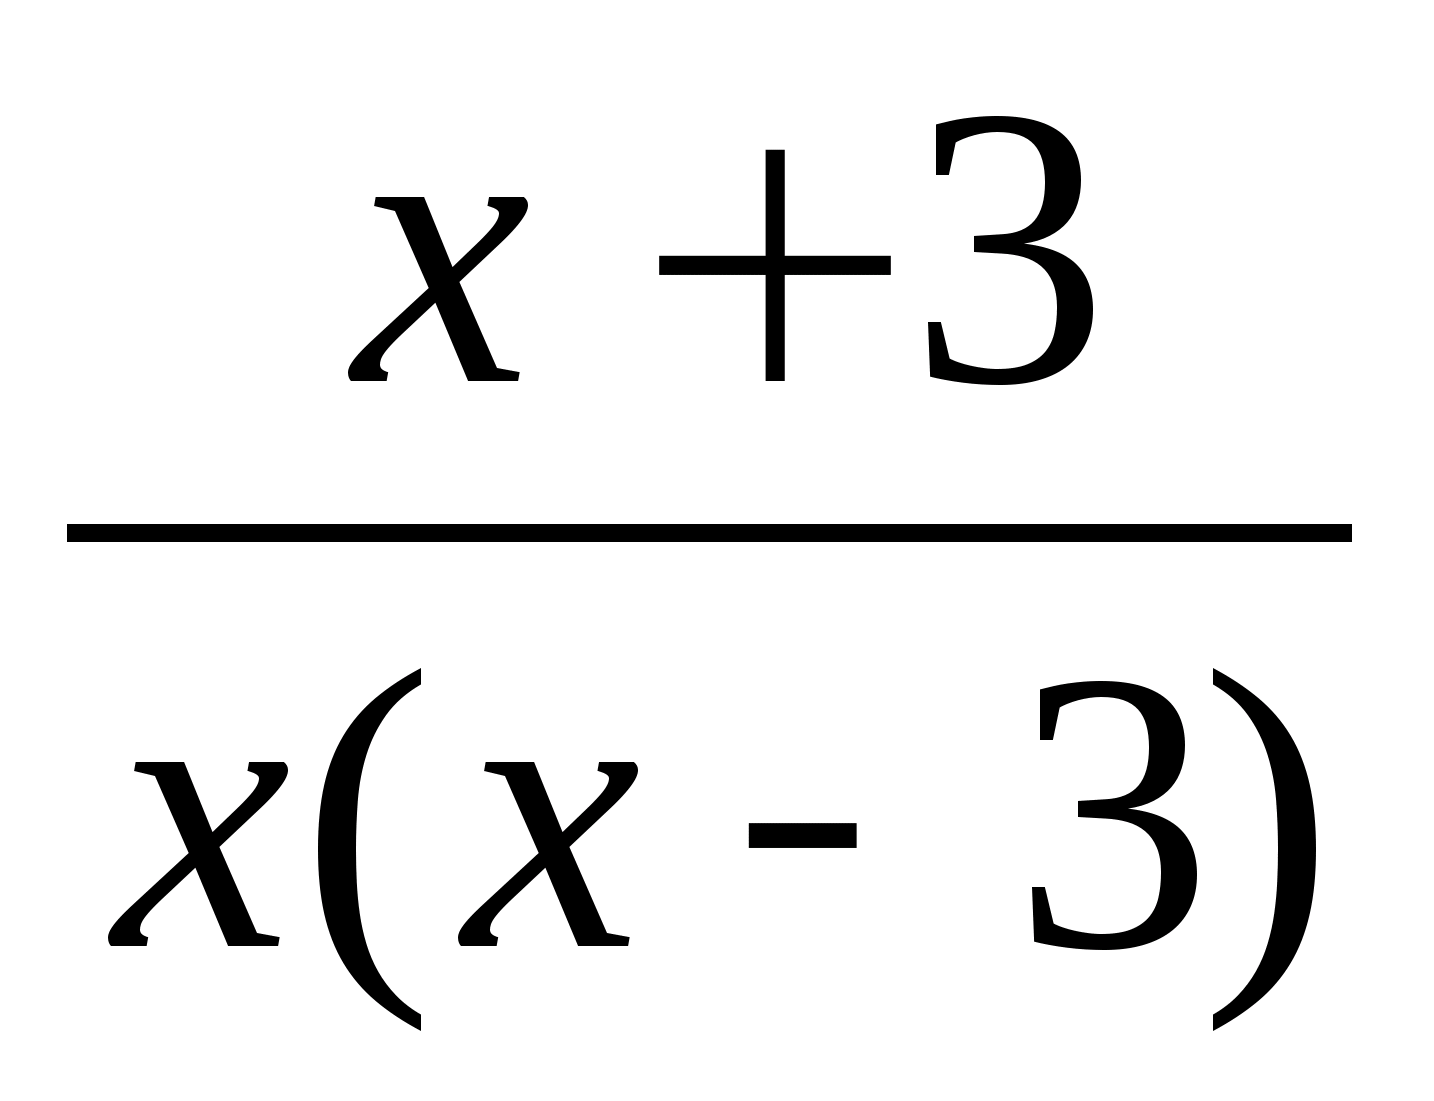 x +3
x(x - 3)